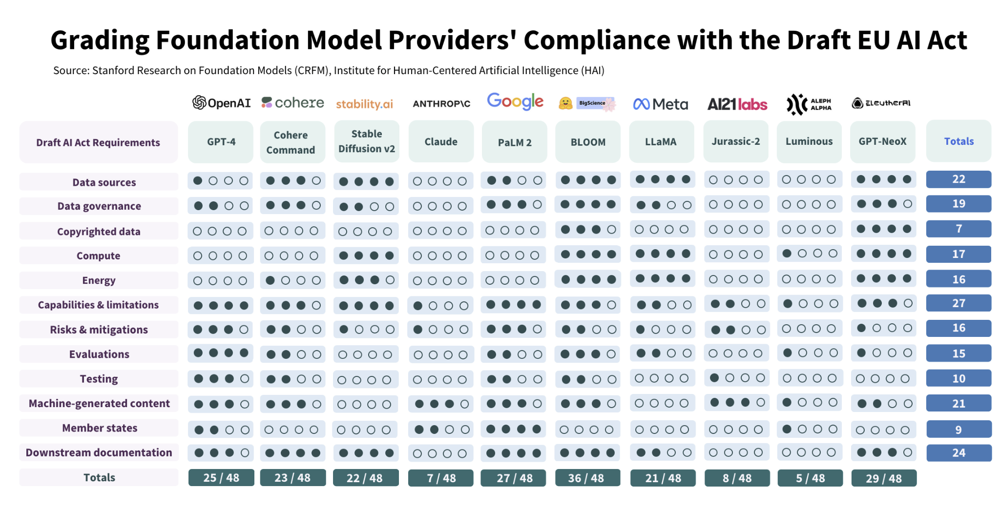 Grading Foundation Model Providers' Compliance with the Draft EU AI Act
Source: Stanford Research on Foundation Models (CRFM), Institute for Human-Centered Artificial Intelligence (HAI)
OpenAI cohere stability.ai ANTHROP\C Google BigScience Meta AI21labs ALEPH ALPHA EleutherAI
Draft AI Act Requirements GPT-4 Cohere Command Stable Diffusion v2 Claude PaLM 2 BLOOM LLaMA Jurassic-2 Luminous GPT-NeoX Totals
Data sources 22
Data governance 19
Copyrighted data 7
Compute 17
Energy 16
Capabilities & limitations 27
Risks & mitigations 16
Evaluations 15
Testing 10
Machine-generated content 21
Member states 9
Downstream documentation 24
Totals 25 / 48 23 / 48 22 / 48 7 / 48 27 / 48 36 / 48 21 / 48 8 / 48 5 / 48 29 / 48